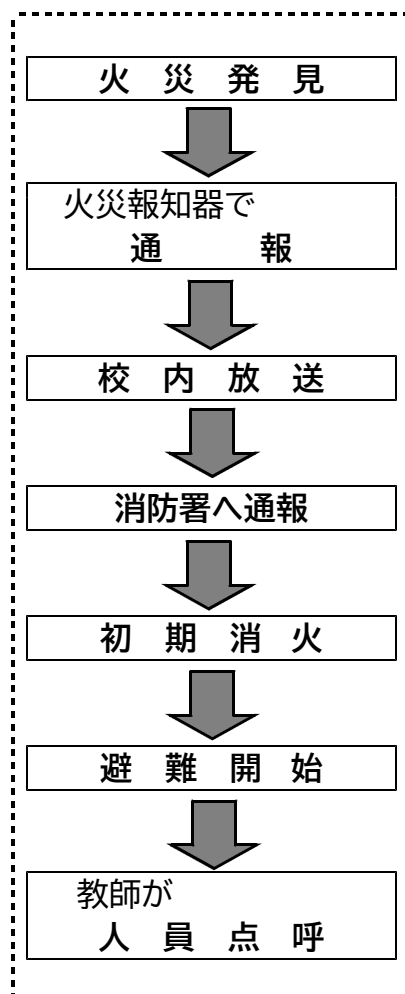 火 災 発 見
火災報知器で
通 報
校 内 放 送
消防署へ通報
初 期 消 火
避 難 開 始
教師が
人 員 点 呼